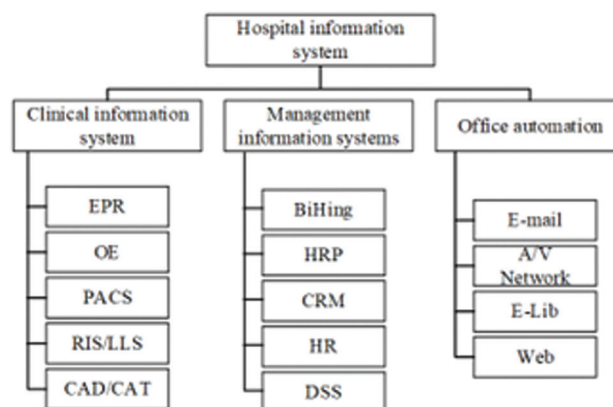 Hospital information
system
Clinical information
system
Management
information systems
Office automation
EPR
OE
PACS
RIS/LLS
CAD/CAT
BiHing
HRP
CRM
HR
DSS
E-mail
A/V
Network
E-Lib
Web